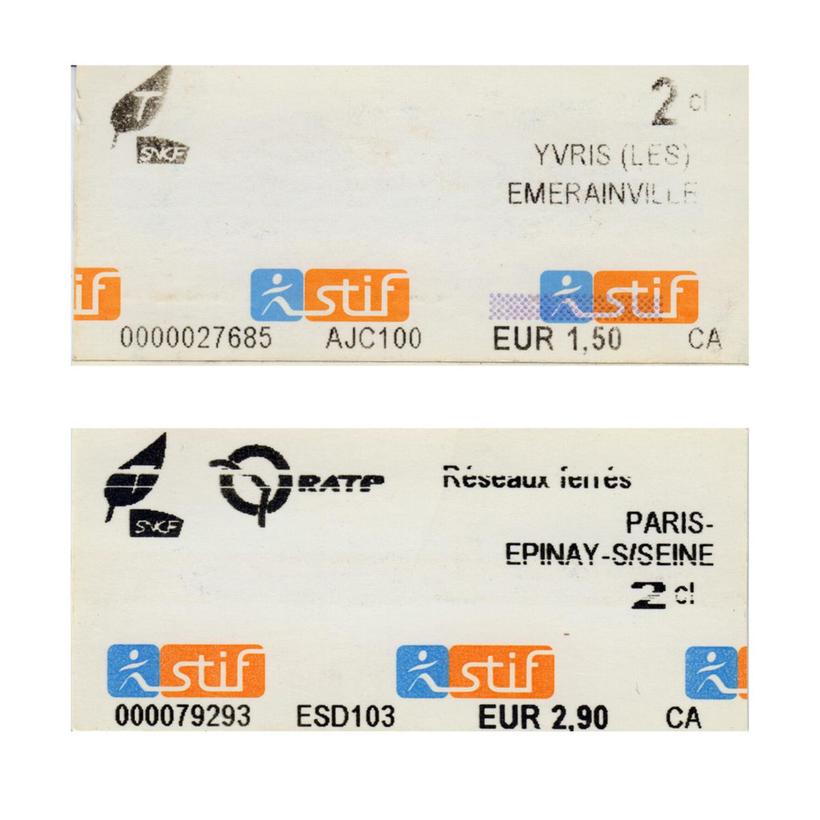 T
2 cl
SNCF
YVRIS (LES)
EMERAINVILLE
stif stif stif
0000027685 AJC100 EUR 1,50 CA
T
RATP Réseaux ferrés
SNCF
PARIS-
EPINAY-S/SEINE
2 cl
stif stif
000079293 ESD103 EUR 2,90 CA